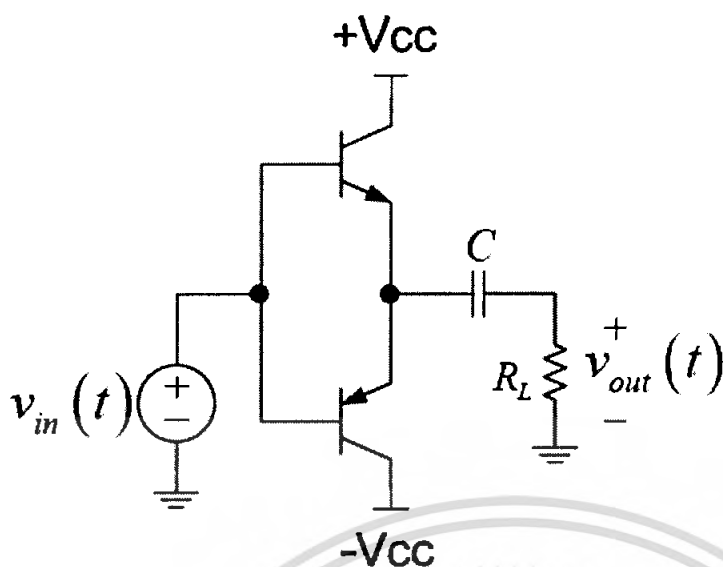 +Vcc
C
+
v_in (t)
+
-
R_L
v_out (t)
-
-Vcc